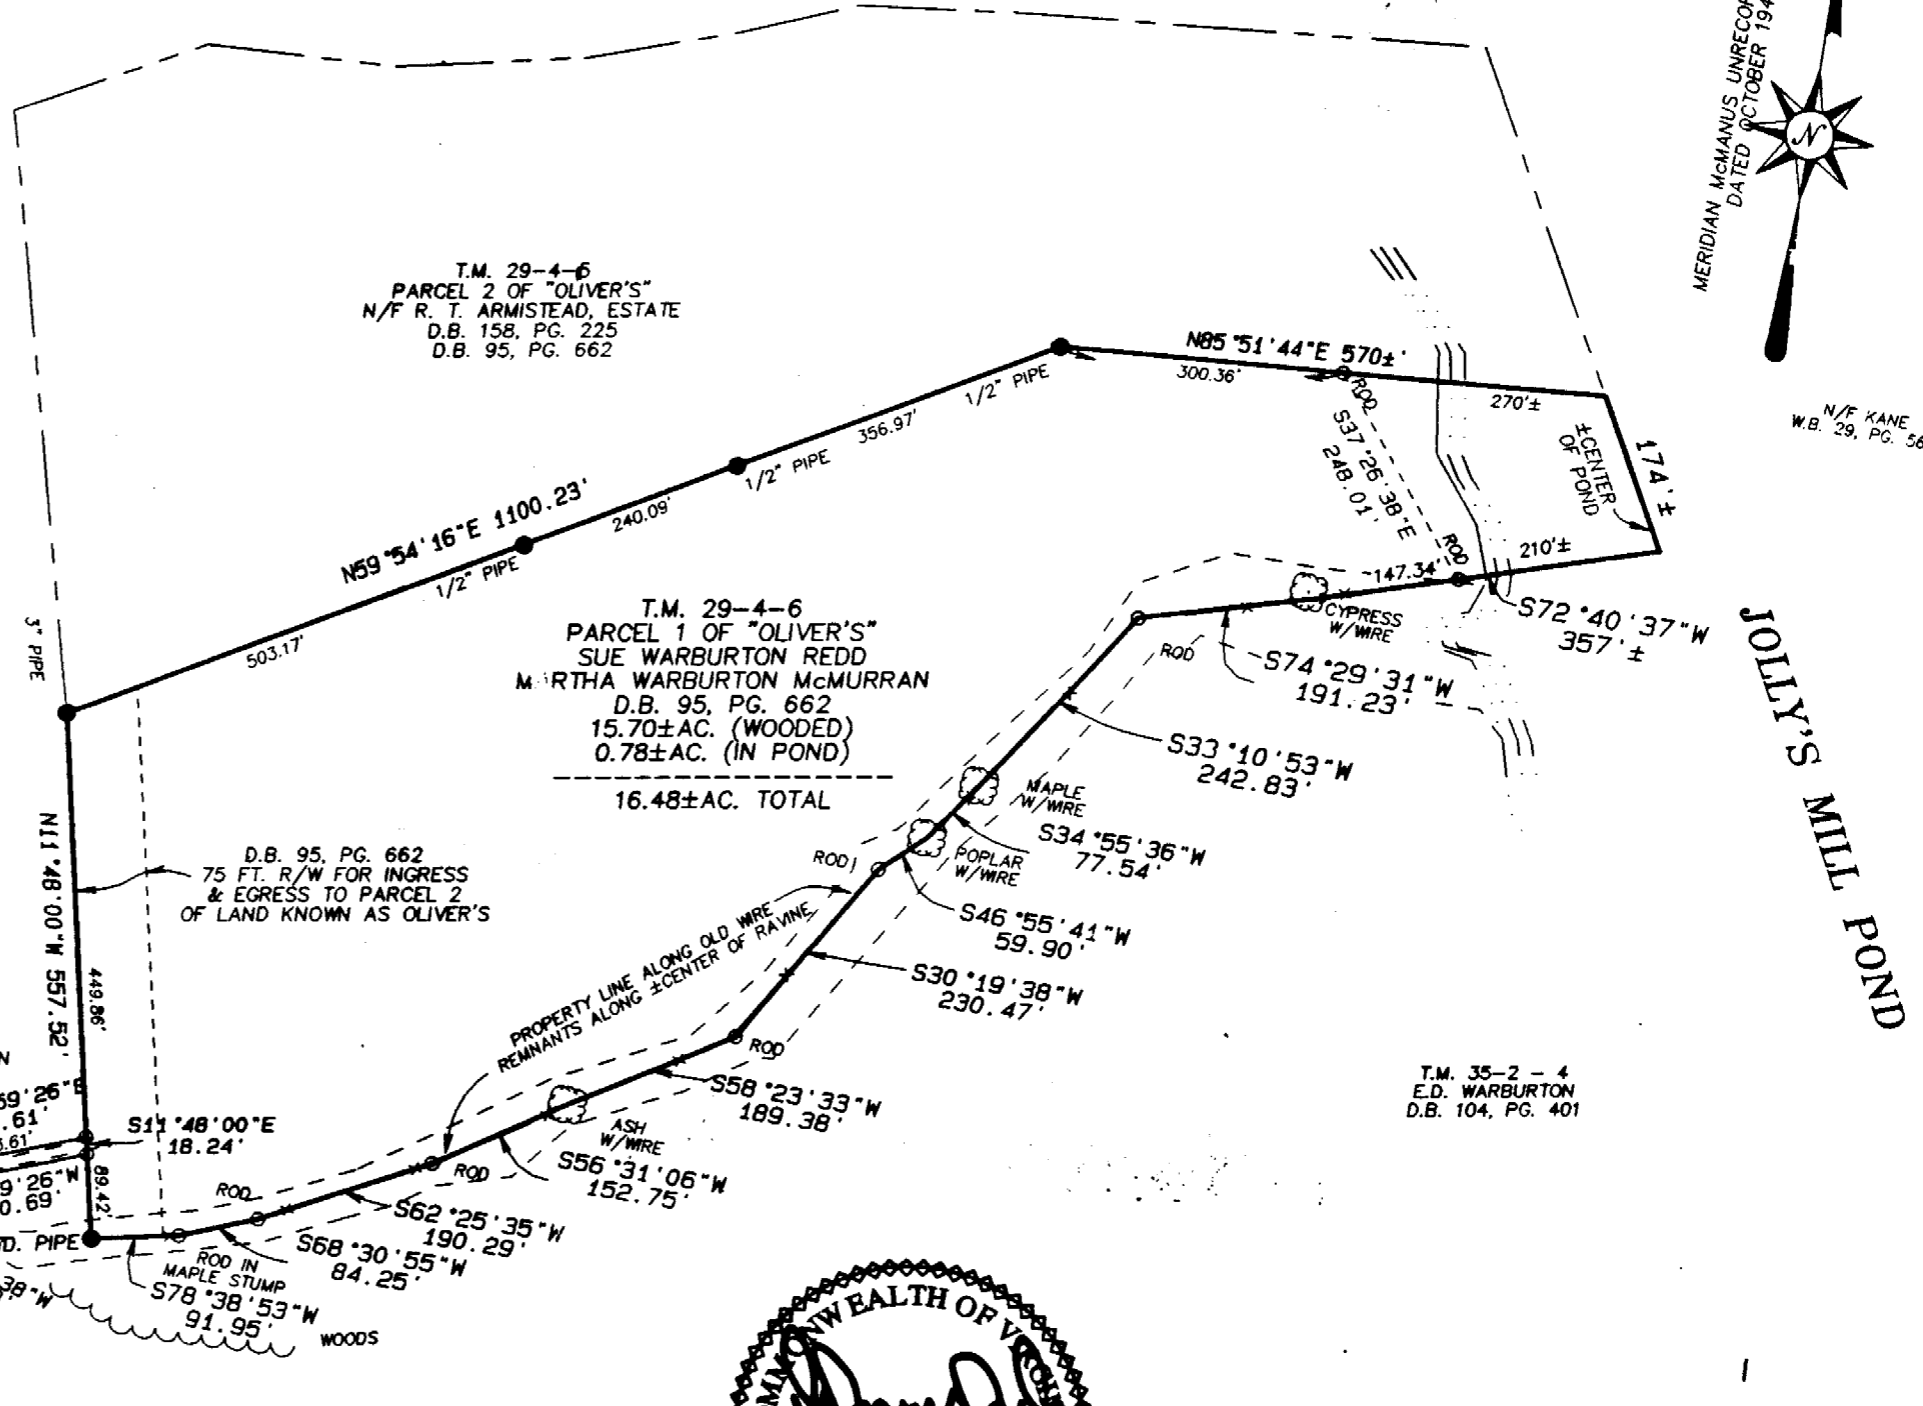 MERIDIAN McMANUS
DATED OCTOBER
N
T.M. 29-4-6
PARCEL 2 OF "OLIVER'S"
N/F R. T. ARMISTEAD, ESTATE
D.B. 158, PG. 225
D.B. 95, PG. 662
N85°51'44"E 570±'
300.36'
270'±
1/2" PIPE
ROD
S37°26'38"E
248.01'
±CENTER
OF POND
174'±
N/F KANE
W.B. 29, PG. 56
356.97'
1/2" PIPE
N59°54'16"E 1100.23'
240.09'
1/2" PIPE
503.17'
3" PIPE
ROD
210'±
147.34'
CYPRESS
W/WIRE
S72°40'37"W
357'±
ROD
S74°29'31"W
191.23'
JOLLY'S MILL POND
T.M. 29-4-6
PARCEL 1 OF "OLIVER'S"
SUE WARBURTON REDD
M RTHA WARBURTON McMURRAN
D.B. 95, PG. 662
15.70±AC. (WOODED)
0.78±AC. (IN POND)
16.48±AC. TOTAL
S33°10'53"W
242.83'
MAPLE
W/WIRE
S34°55'36"W
77.54'
POPLAR
W/WIRE
ROD
S46°55'41"W
59.90'
N11°48'00"W 557.52'
449.86'
D.B. 95, PG. 662
75 FT. R/W FOR INGRESS
& EGRESS TO PARCEL 2
OF LAND KNOWN AS OLIVER'S
PROPERTY LINE ALONG OLD WIRE
REMNANTS ALONG ±CENTER OF RAVINE
S30°19'38"W
230.47'
ROD
S58°23'33"W
189.38'
ASH
W/WIRE
S56°31'06"W
152.75'
ROD
T.M. 35-2 - 4
E.D. WARBURTON
D.B. 104, PG. 401
N
59'26"E
.61'
.61'
S11°48'00"E
18.24'
9'26"W
0.69'
89.42'
D. PIPE
ROD
S62°25'35"W
190.29'
S68°30'55"W
84.25'
ROD IN
MAPLE STUMP
S78°38'53"W
91.95'
38"W
WOODS
COMMONWEALTH OF